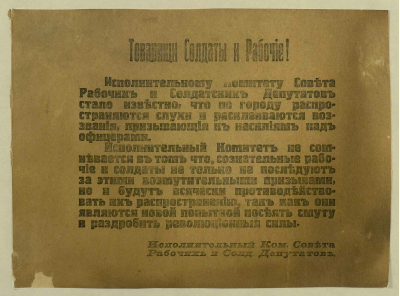 Товарищи Солдаты и Рабочіе!
Исполнительному Комитету Совѣта
Рабочихъ и Солдатскихъ Депутатовъ
стало извѣстно, что по городу распро-
страняются слухи и расклеиваются воз-
званія, призывающія къ насиліямъ надъ
офицерами.
Исполнительный Комитетъ не сом-
нѣвается въ томъ что, сознательные рабо-
чіе и солдаты не только не послѣдуютъ
за этими возмутительными призывами,
но и будутъ всячески противодѣйство-
вать ихъ распространенію, такъ какъ они
являются новой попыткой посѣять смуту
и раздробить революціонныя силы.
Исполнительный Ком. Совѣта
Рабочихъ и Солд. Депутатовъ.